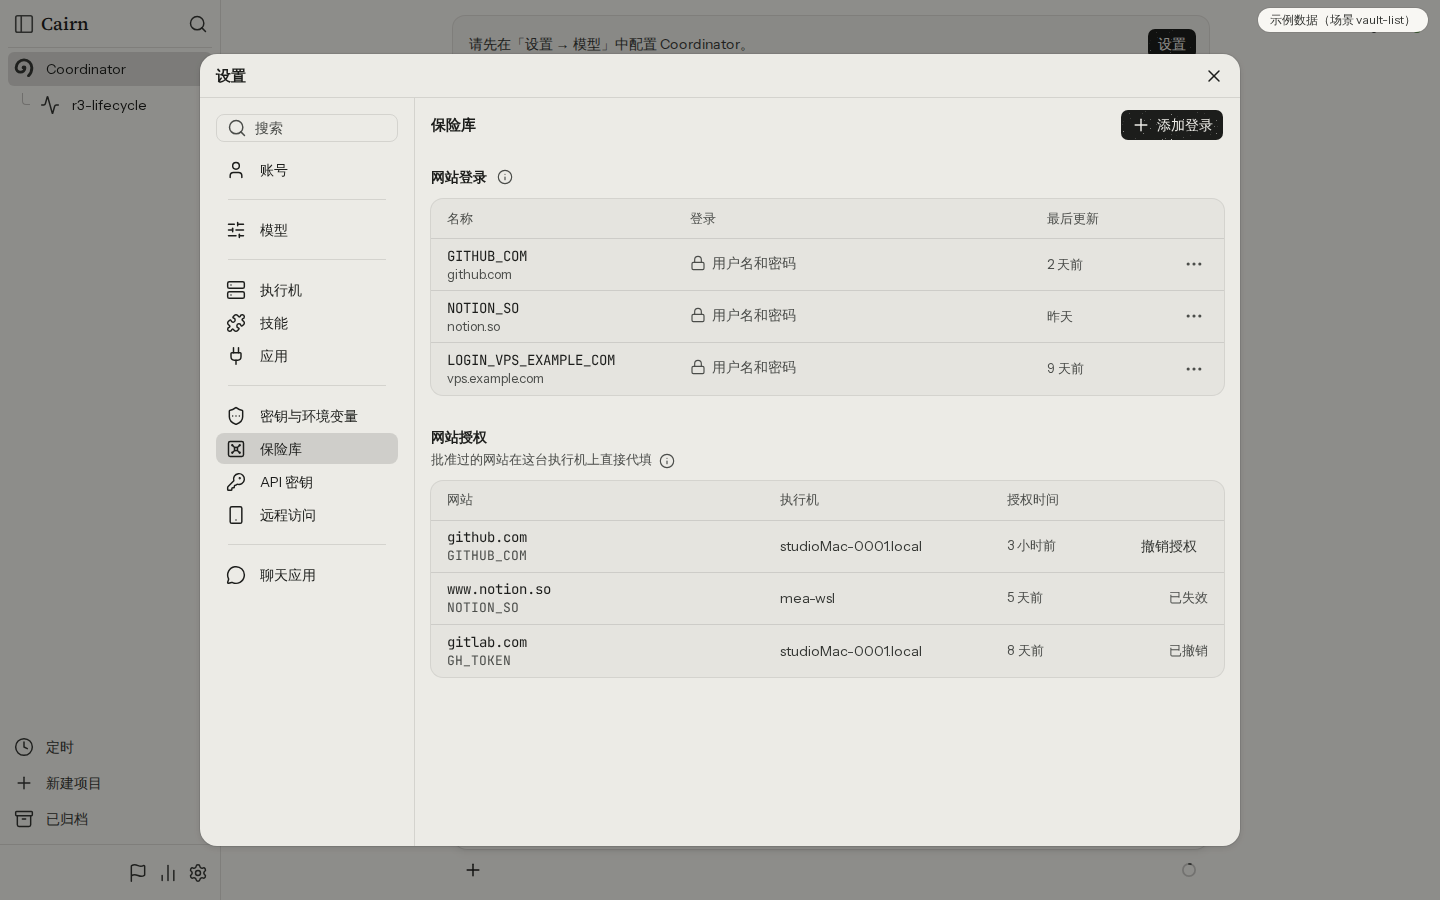 Cairn
Coordinator
r3-lifecycle
定时
新建项目
已归档
请先在「设置 → 模型」中配置 Coordinator。
设置
示例数据（场景 vault-list）
设置
搜索
账号
模型
执行机
技能
应用
密钥与环境变量
保险库
API 密钥
远程访问
聊天应用
保险库
添加登录
网站登录
名称 登录 最后更新
GITHUB_COM
github.com
用户名和密码
2 天前
NOTION_SO
notion.so
用户名和密码
昨天
LOGIN_VPS_EXAMPLE_COM
vps.example.com
用户名和密码
9 天前
网站授权
批准过的网站在这台执行机上直接代填
网站 执行机 授权时间
github.com
GITHUB_COM
studioMac-0001.local
3 小时前
撤销授权
www.notion.so
NOTION_SO
mea-wsl
5 天前
已失效
gitlab.com
GH_TOKEN
studioMac-0001.local
8 天前
已撤销